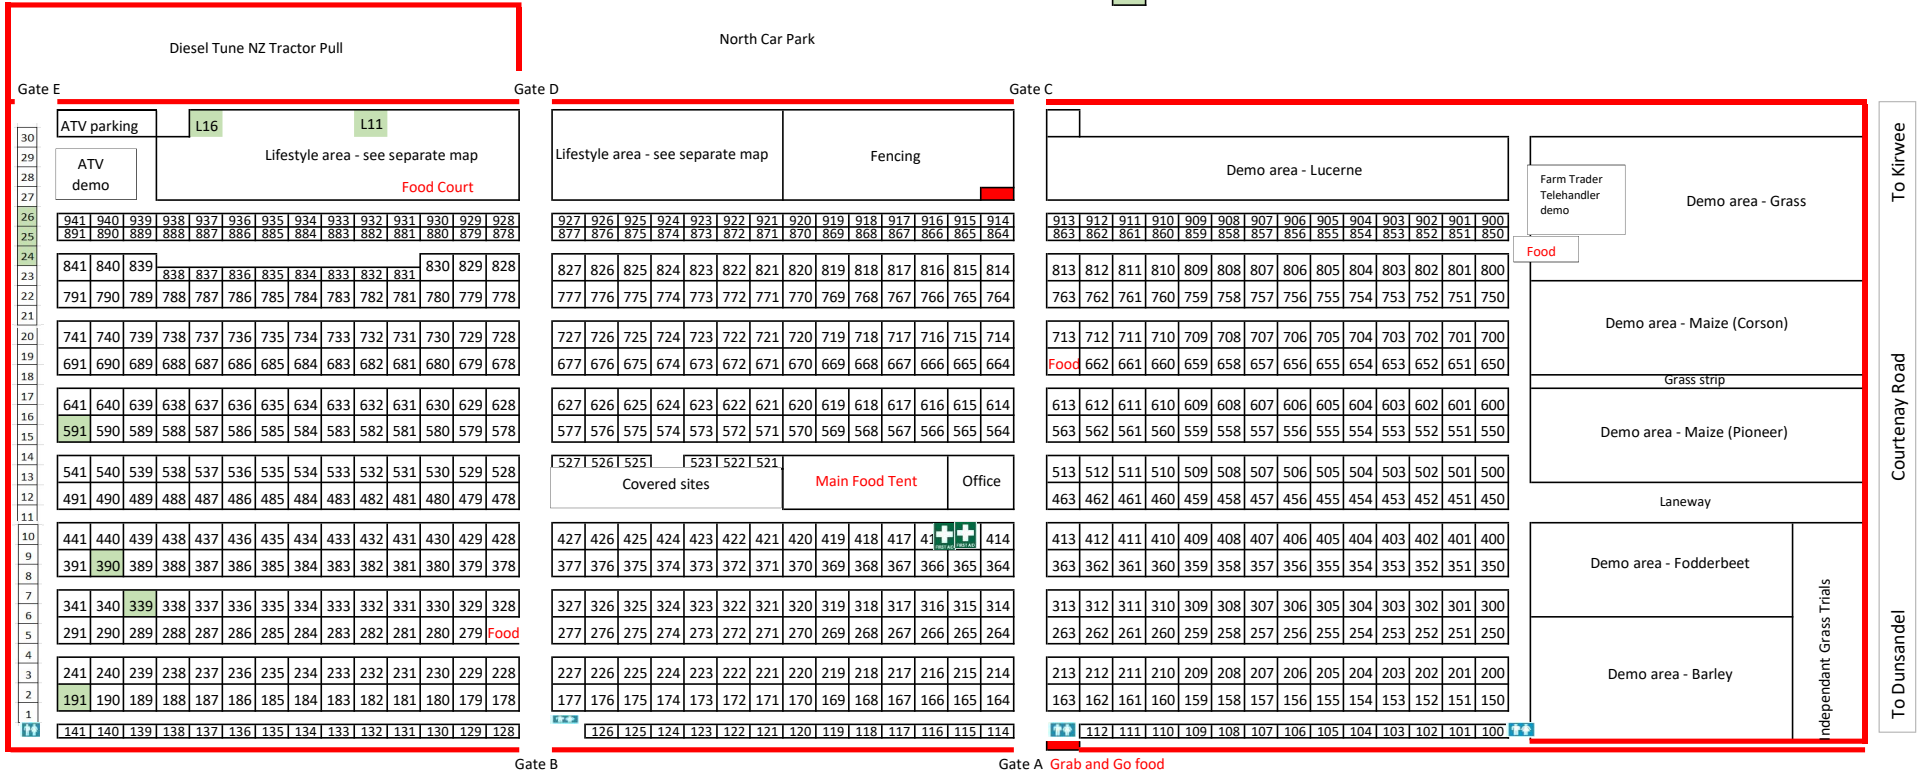 Diesel Tune NZ Tractor Pull
North Car Park
Gate E
Gate D
Gate C
ATV parking
L16
L11
ATV
demo
Lifestyle area - see separate map
Food Court
Lifestyle area - see separate map
Fencing
Demo area - Lucerne
Farm Trader
Telehandler
demo
Demo area - Grass
Food
To Kirwee
30
29
28
27
26
25
24
23
22
21
20
19
18
17
16
15
14
13
12
11
10
9
8
7
6
5
4
3
2
1
941 940 939 938 937 936 935 934 933 932 931 930 929 928 927 926 925 924 923 922 921 920 919 918 917 916 915 914 913 912 911 910 909 908 907 906 905 904 903 902 901 900
891 890 889 888 887 886 885 884 883 882 881 880 879 878 877 876 875 874 873 872 871 870 869 868 867 866 865 864 863 862 861 860 859 858 857 856 855 854 853 852 851 850
841 840 839 838 837 836 835 834 833 832 831 830 829 828 827 826 825 824 823 822 821 820 819 818 817 816 815 814 813 812 811 810 809 808 807 806 805 804 803 802 801 800
791 790 789 788 787 786 785 784 783 782 781 780 779 778 777 776 775 774 773 772 771 770 769 768 767 766 765 764 763 762 761 760 759 758 757 756 755 754 753 752 751 750
741 740 739 738 737 736 735 734 733 732 731 730 729 728 727 726 725 724 723 722 721 720 719 718 717 716 715 714 713 712 711 710 709 708 707 706 705 704 703 702 701 700
691 690 689 688 687 686 685 684 683 682 681 680 679 678 677 676 675 674 673 672 671 670 669 668 667 666 665 664 Food 662 661 660 659 658 657 656 655 654 653 652 651 650
641 640 639 638 637 636 635 634 633 632 631 630 629 628 627 626 625 624 623 622 621 620 619 618 617 616 615 614 613 612 611 610 609 608 607 606 605 604 603 602 601 600
591 590 589 588 587 586 585 584 583 582 581 580 579 578 577 576 575 574 573 572 571 570 569 568 567 566 565 564 563 562 561 560 559 558 557 556 555 554 553 552 551 550
541 540 539 538 537 536 535 534 533 532 531 530 529 528 527 526 525 523 522 521 513 512 511 510 509 508 507 506 505 504 503 502 501 500
Covered sites
Main Food Tent
Office
491 490 489 488 487 486 485 484 483 482 481 480 479 478 463 462 461 460 459 458 457 456 455 454 453 452 451 450
441 440 439 438 437 436 435 434 433 432 431 430 429 428 427 426 425 424 423 422 421 420 419 418 417 414 413 412 411 410 409 408 407 406 405 404 403 402 401 400
391 390 389 388 387 386 385 384 383 382 381 380 379 378 377 376 375 374 373 372 371 370 369 368 367 366 365 364 363 362 361 360 359 358 357 356 355 354 353 352 351 350
341 340 339 338 337 336 335 334 333 332 331 330 329 328 327 326 325 324 323 322 321 320 319 318 317 316 315 314 313 312 311 310 309 308 307 306 305 304 303 302 301 300
291 290 289 288 287 286 285 284 283 282 281 280 279 Food 277 276 275 274 273 272 271 270 269 268 267 266 265 264 263 262 261 260 259 258 257 256 255 254 253 252 251 250
241 240 239 238 237 236 235 234 233 232 231 230 229 228 227 226 225 224 223 222 221 220 219 218 217 216 215 214 213 212 211 210 209 208 207 206 205 204 203 202 201 200
191 190 189 188 187 186 185 184 183 182 181 180 179 178 177 176 175 174 173 172 171 170 169 168 167 166 165 164 163 162 161 160 159 158 157 156 155 154 153 152 151 150
141 140 139 138 137 136 135 134 133 132 131 130 129 128 126 125 124 123 122 121 120 119 118 117 116 115 114 112 111 110 109 108 107 106 105 104 103 102 101 100
Demo area - Maize (Corson)
Grass strip
Demo area - Maize (Pioneer)
Courtenay Road
Laneway
Demo area - Fodderbeet
Demo area - Barley
Independant Grass Trials
To Dunsandel
Gate B
Gate A
Grab and Go food